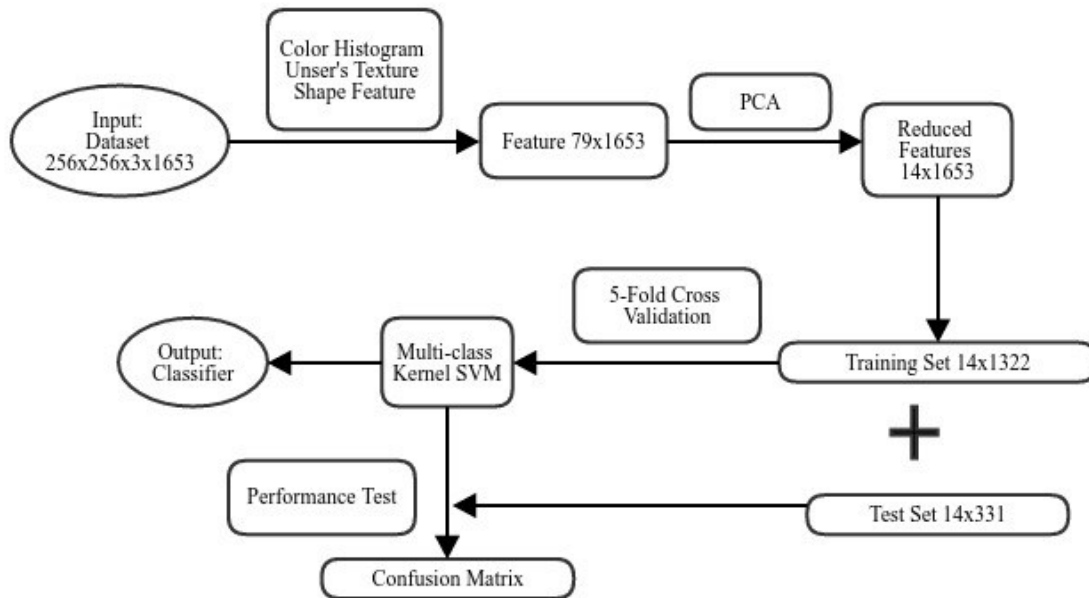 Color Histogram
Unser's Texture
Shape Feature
Input:
Dataset
256x256x3x1653
Feature 79x1653
PCA
Reduced
Features
14x1653
5-Fold Cross
Validation
Training Set 14x1322
Multi-class
Kernel SVM
Output:
Classifier
Performance Test
Test Set 14x331
Confusion Matrix